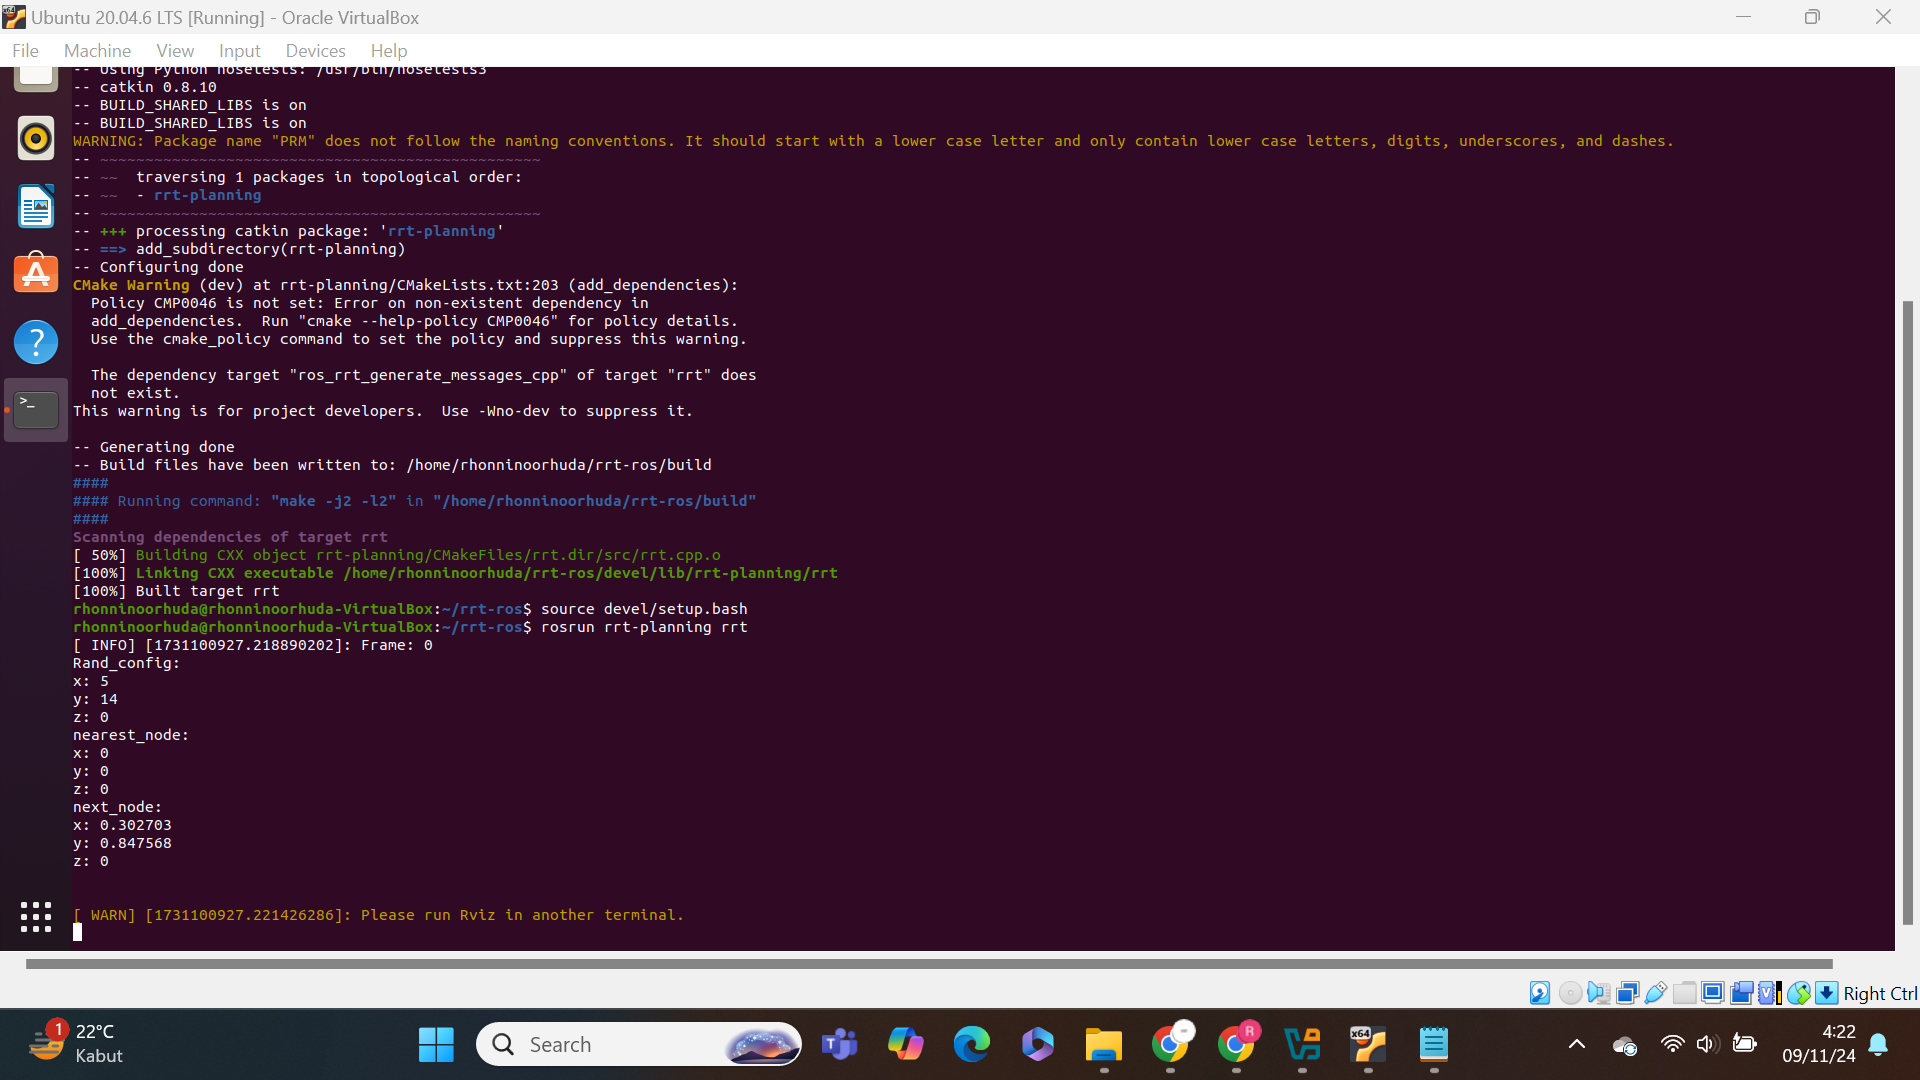 Ubuntu 20.04.6 LTS [Running] - Oracle VirtualBox
File Machine View Input Devices Help
-- Using Python nosetests: /usr/bin/nosetests3
-- catkin 0.8.10
-- BUILD_SHARED_LIBS is on
-- BUILD_SHARED_LIBS is on
WARNING: Package name "PRM" does not follow the naming conventions. It should start with a lower case letter and only contain lower case letters, digits, underscores, and dashes.
-- ~~~~~~~~~~~~~~~~~~~~~~~~~~~~~~~~~~~~~~~~~~~~~~~~~
-- ~~  traversing 1 packages in topological order:
-- ~~  - rrt-planning
-- ~~~~~~~~~~~~~~~~~~~~~~~~~~~~~~~~~~~~~~~~~~~~~~~~~
-- +++ processing catkin package: 'rrt-planning'
-- ==> add_subdirectory(rrt-planning)
-- Configuring done
CMake Warning (dev) at rrt-planning/CMakeLists.txt:203 (add_dependencies):
  Policy CMP0046 is not set: Error on non-existent dependency in
  add_dependencies.  Run "cmake --help-policy CMP0046" for policy details.
  Use the cmake_policy command to set the policy and suppress this warning.
  The dependency target "ros_rrt_generate_messages_cpp" of target "rrt" does
  not exist.
This warning is for project developers.  Use -Wno-dev to suppress it.
-- Generating done
-- Build files have been written to: /home/rhonninoorhuda/rrt-ros/build
####
#### Running command: "make -j2 -l2" in "/home/rhonninoorhuda/rrt-ros/build"
####
Scanning dependencies of target rrt
[ 50%] Building CXX object rrt-planning/CMakeFiles/rrt.dir/src/rrt.cpp.o
[100%] Linking CXX executable /home/rhonninoorhuda/rrt-ros/devel/lib/rrt-planning/rrt
[100%] Built target rrt
rhonninoorhuda@rhonninoorhuda-VirtualBox:~/rrt-ros$ source devel/setup.bash
rhonninoorhuda@rhonninoorhuda-VirtualBox:~/rrt-ros$ rosrun rrt-planning rrt
[ INFO] [1731100927.218890202]: Frame: 0
Rand_config:
x: 5
y: 14
z: 0
nearest_node:
x: 0
y: 0
z: 0
next_node:
x: 0.302703
y: 0.847568
z: 0
[ WARN] [1731100927.221426286]: Please run Rviz in another terminal.
Right Ctrl
1
22°C
Kabut
Search
R
x64
4:22
09/11/24